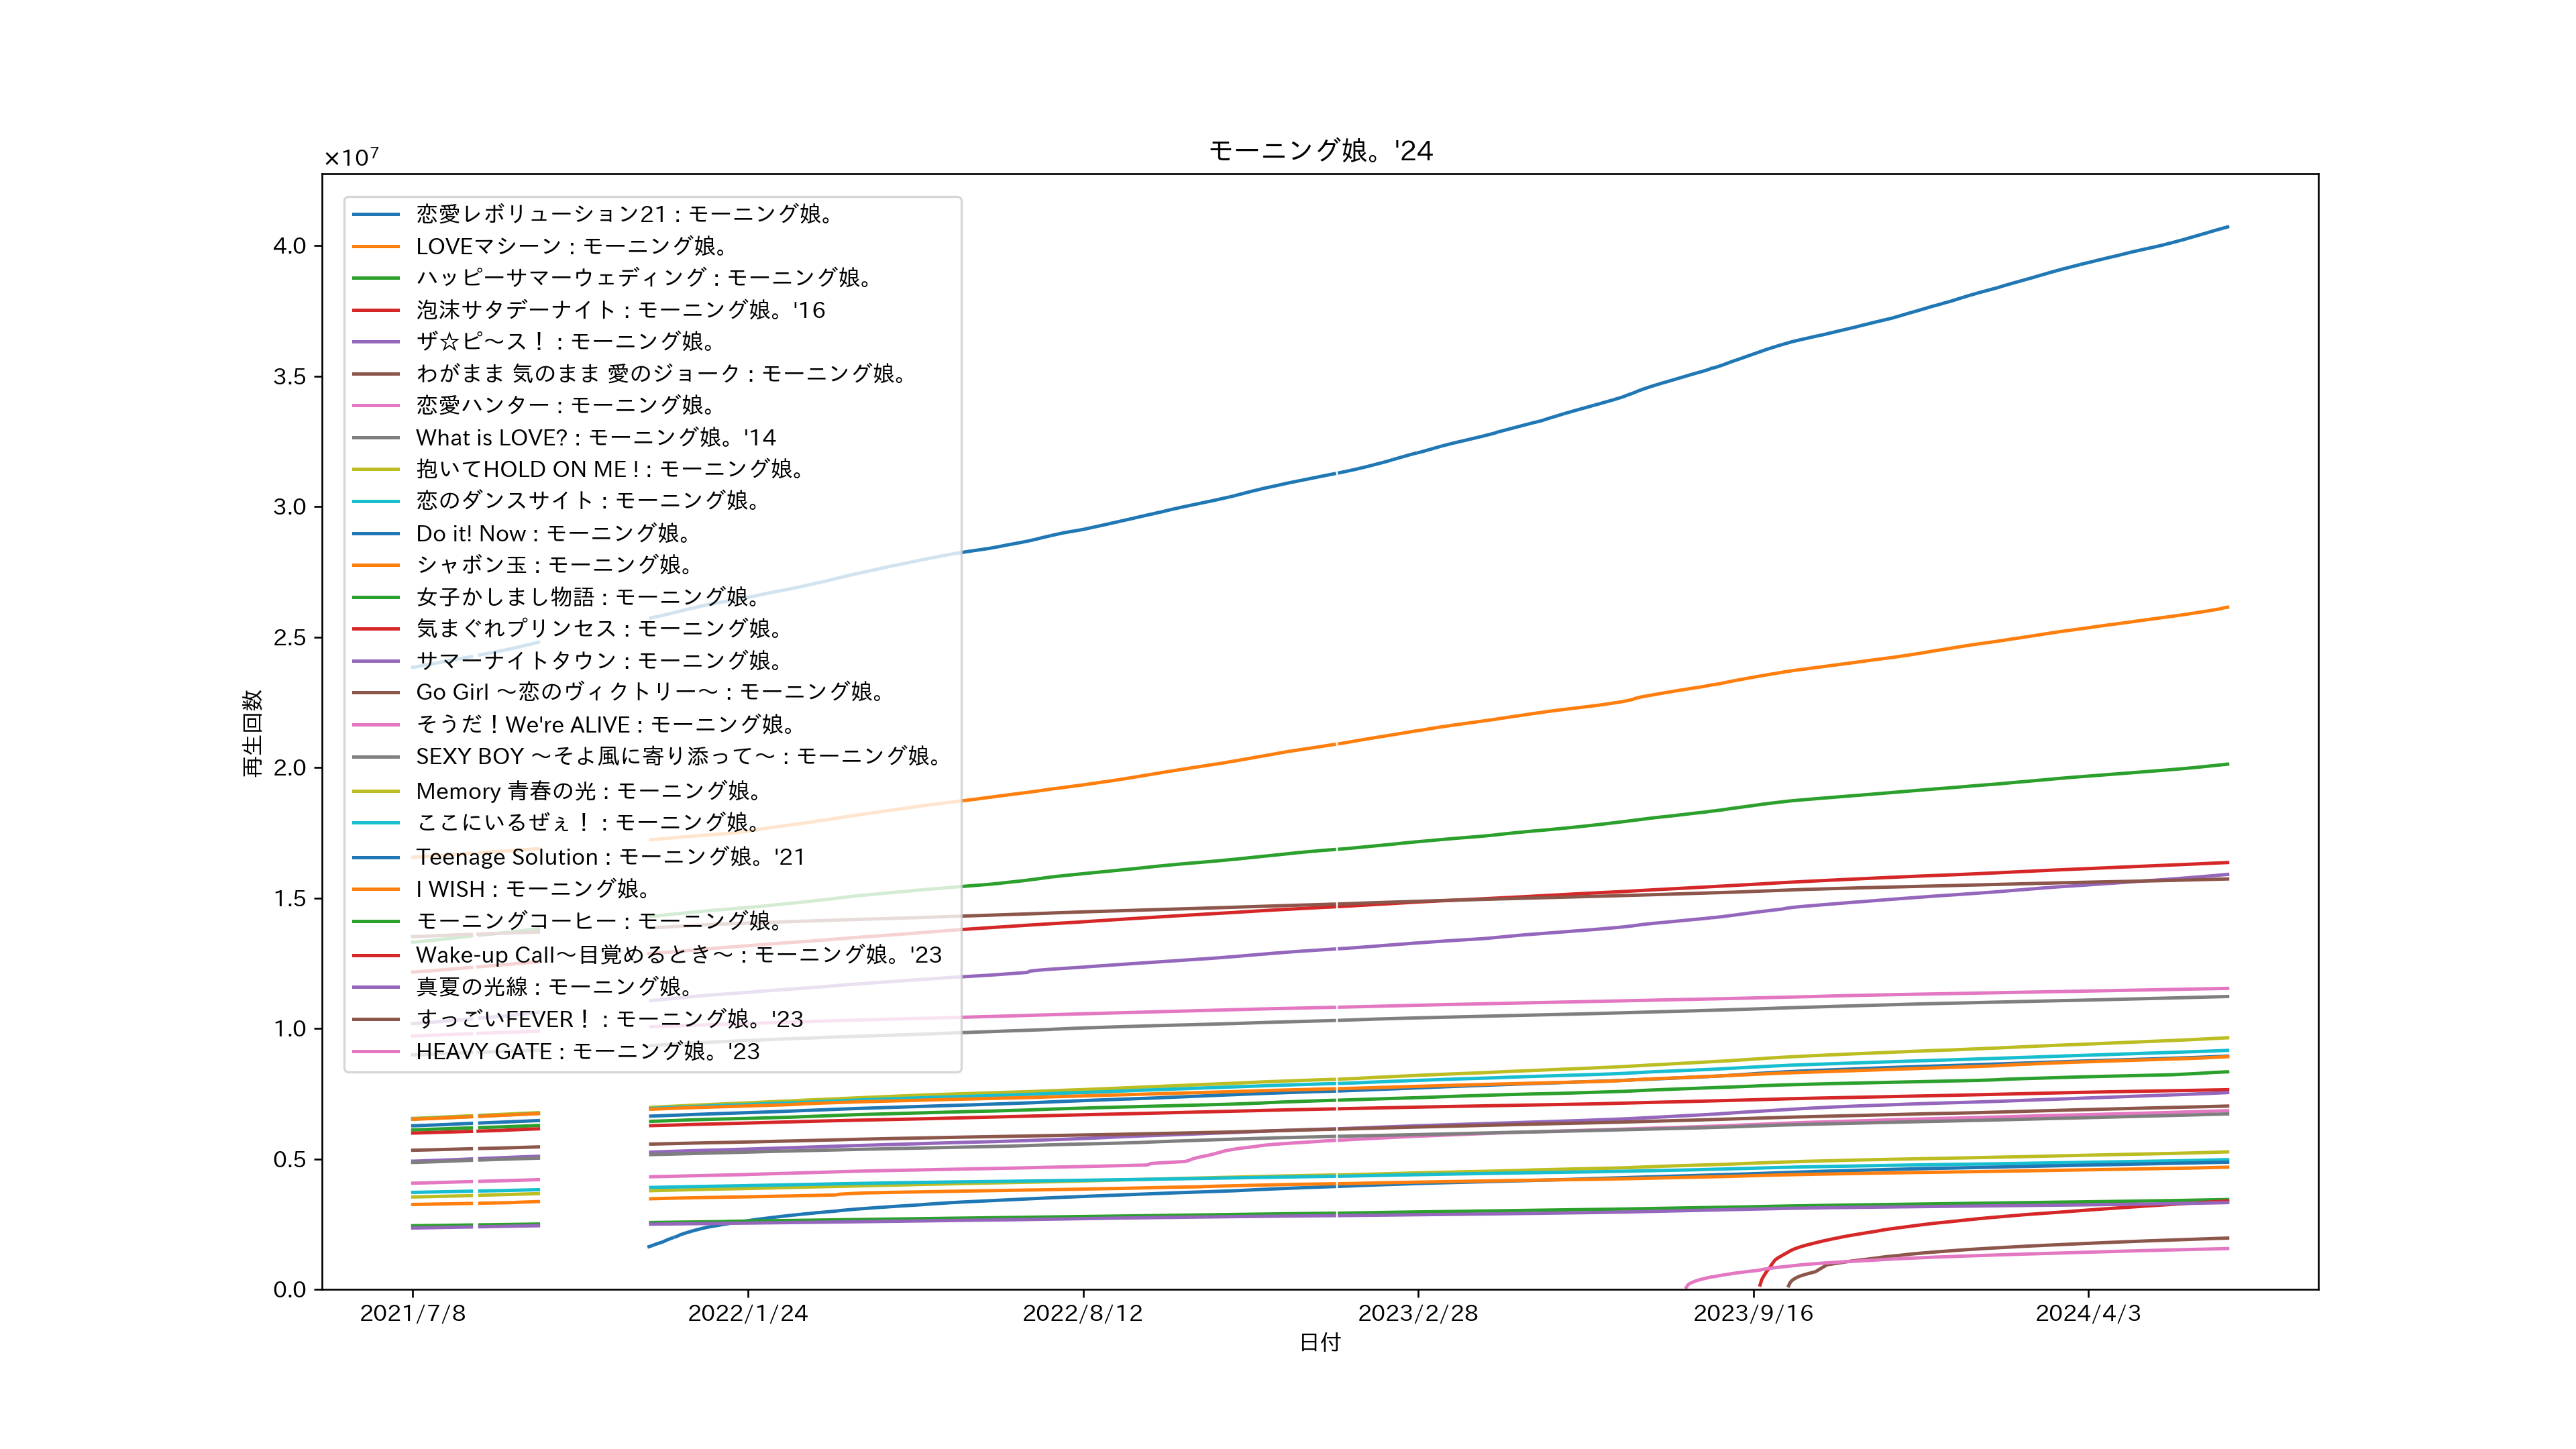 モーニング娘。'24
×10⁷
4.0
3.5
3.0
2.5
2.0
1.5
1.0
0.5
0.0
再生回数
恋愛レボリューション21 : モーニング娘。
LOVEマシーン : モーニング娘。
ハッピーサマーウェディング : モーニング娘。
泡沫サタデーナイト : モーニング娘。'16
ザ☆ピ〜ス！ : モーニング娘。
わがまま 気のまま 愛のジョーク : モーニング娘。
恋愛ハンター : モーニング娘。
What is LOVE? : モーニング娘。'14
抱いてHOLD ON ME ! : モーニング娘。
恋のダンスサイト : モーニング娘。
Do it! Now : モーニング娘。
シャボン玉 : モーニング娘。
女子かしまし物語 : モーニング娘。
気まぐれプリンセス : モーニング娘。
サマーナイトタウン : モーニング娘。
Go Girl 〜恋のヴィクトリー〜 : モーニング娘。
そうだ！We're ALIVE : モーニング娘。
SEXY BOY 〜そよ風に寄り添って〜 : モーニング娘。
Memory 青春の光 : モーニング娘。
ここにいるぜぇ！ : モーニング娘。
Teenage Solution : モーニング娘。'21
I WISH : モーニング娘。
モーニングコーヒー : モーニング娘。
Wake-up Call〜目覚めるとき〜 : モーニング娘。'23
真夏の光線 : モーニング娘。
すっごいFEVER！ : モーニング娘。'23
HEAVY GATE : モーニング娘。'23
2021/7/8
2022/1/24
2022/8/12
2023/2/28
2023/9/16
2024/4/3
日付